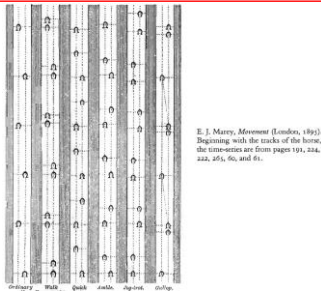 E. J. Marey, Movement (London, 1895).
Beginning with the tracks of the horse,
the time-series are from pages 191, 224,
222, 265, 60, and 61.
Ordinary Walk Quick Amble. Jog-trot. Gallop.